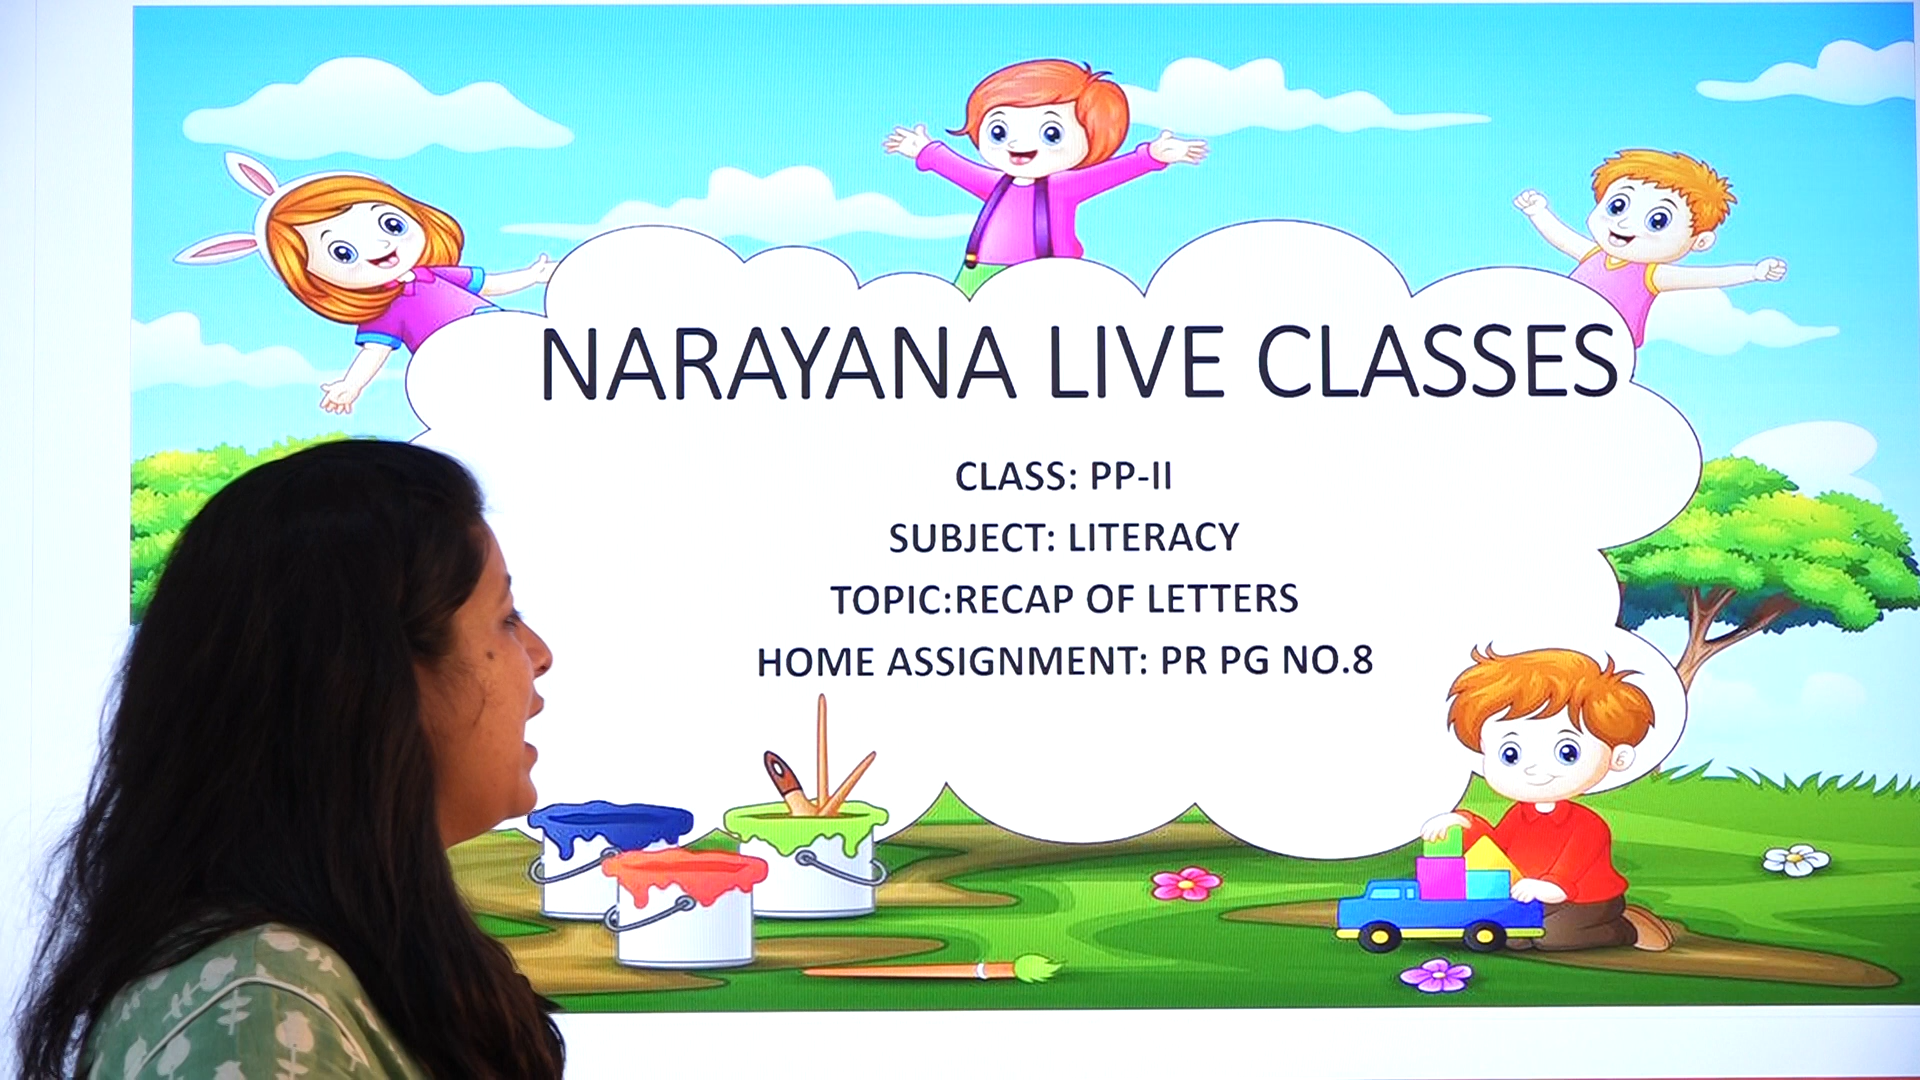 NARAYANA LIVE CLASSES
CLASS: PP-II
SUBJECT: LITERACY
TOPIC:RECAP OF LETTERS
HOME ASSIGNMENT: PR PG NO.8